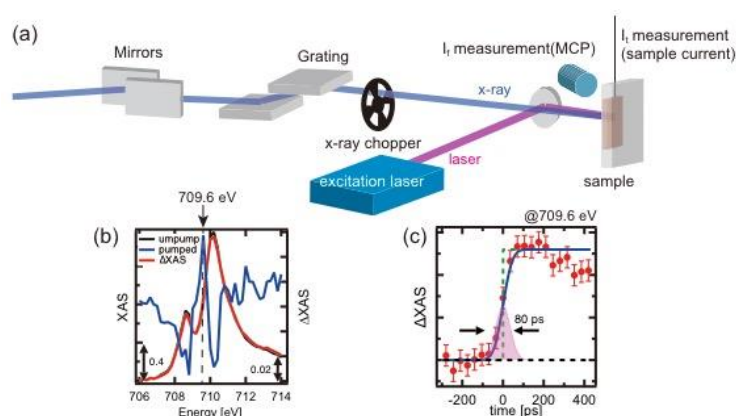 (a)
Mirrors
Grating
x-ray chopper
excitation laser
laser
x-ray
If measurement(MCP)
It measurement
(sample current)
sample
709.6 eV
(b)
umpump
pumped
ΔXAS
XAS
ΔXAS
0.4
0.02
706 708 710 712 714
Energy [eV]
@709.6 eV
(c)
80 ps
ΔXAS
-200 0 200 400
time [ps]